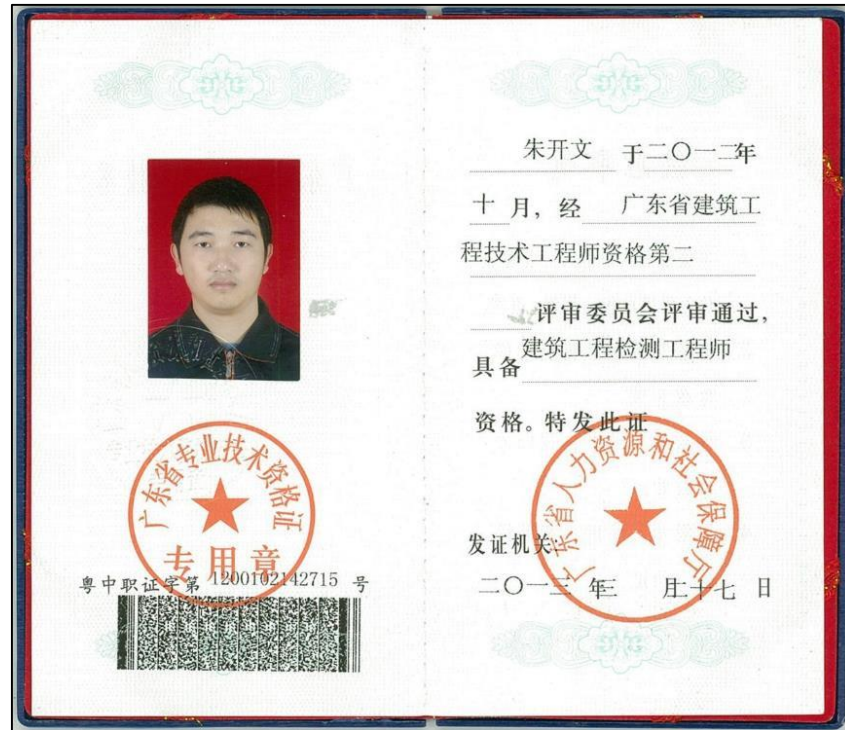 广东省专业技术资格证
专用章
粤中职证字第 1200102142715 号
朱开文 于二〇一二年
十月，经 广东省建筑工
程技术工程师资格第二
评审委员会评审通过，
具备建筑工程检测工程师
资格。特发此证
广东省人力资源和社会保障厅
发证机关：
二〇一三 年三 月二十七 日